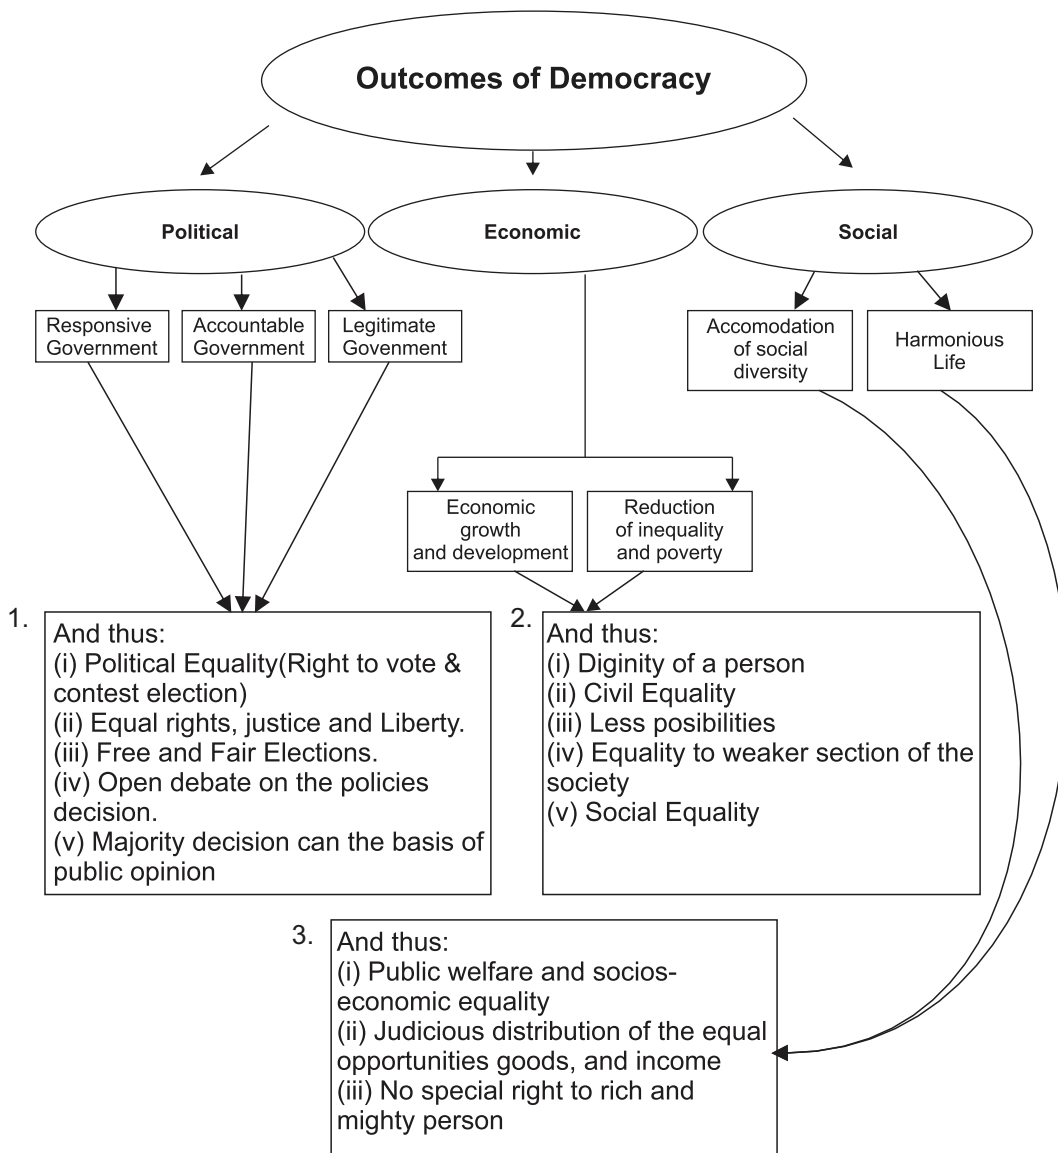 Outcomes of Democracy
Political
Economic
Social
Responsive
Government
Accountable
Government
Legitimate
Govenment
Accomodation
of social
diversity
Harmonious
Life
Economic
growth
and development
Reduction
of inequality
and poverty
1.
And thus:
(i) Political Equality(Right to vote &
contest election)
(ii) Equal rights, justice and Liberty.
(iii) Free and Fair Elections.
(iv) Open debate on the policies
decision.
(v) Majority decision can the basis of
public opinion
2.
And thus:
(i) Diginity of a person
(ii) Civil Equality
(iii) Less posibilities
(iv) Equality to weaker section of the
society
(v) Social Equality
3.
And thus:
(i) Public welfare and socios-
economic equality
(ii) Judicious distribution of the equal
opportunities goods, and income
(iii) No special right to rich and
mighty person